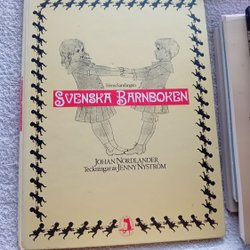 SVENSKA BARNBOKEN
JOHAN NORDLANDER
Teckningar av JENNY NYSTRÖM